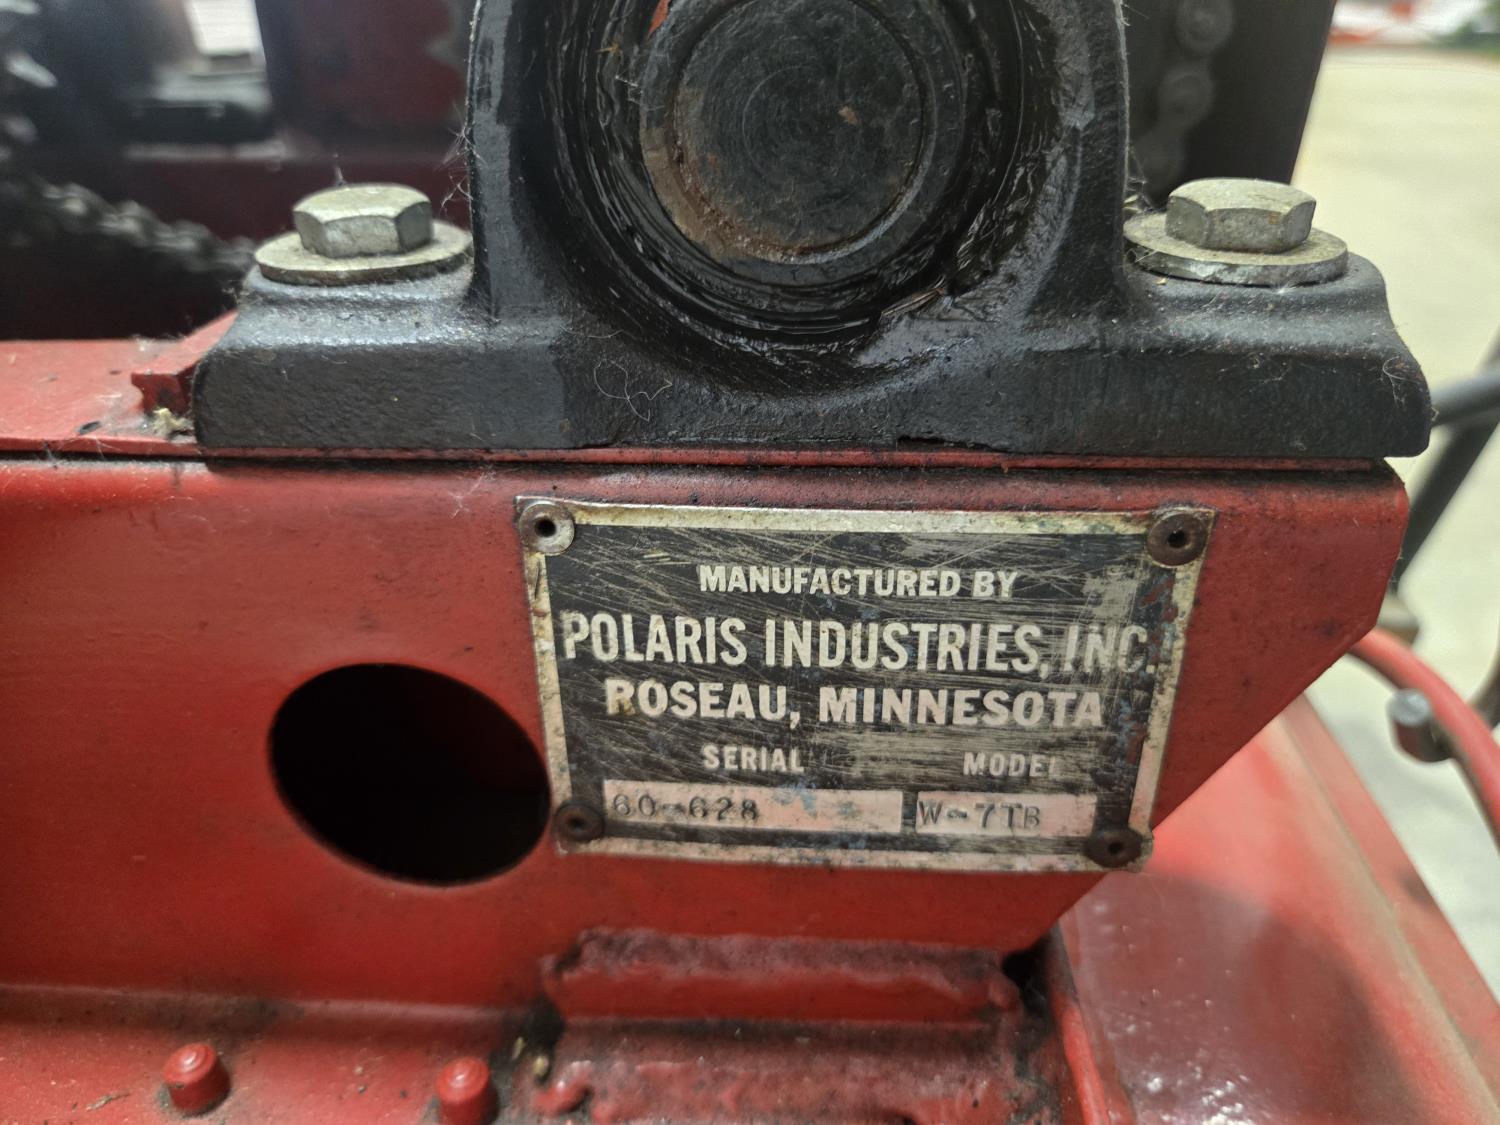 MANUFACTURED BY
POLARIS INDUSTRIES, INC.
ROSEAU, MINNESOTA
SERIAL MODEL
60-628 W-7TB